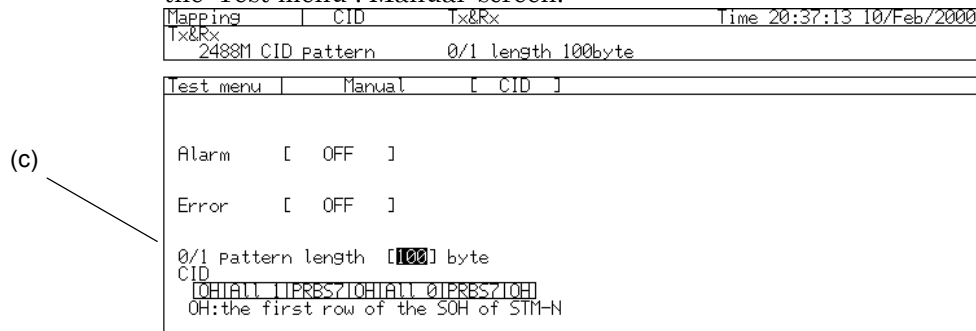 the Test menu : Manual screen.
Mapping | CID Tx&Rx Time 20:37:13 10/Feb/2000
Tx&Rx
2488M CID pattern 0/1 length 100byte
Test menu | Manual [ CID ]
Alarm [ OFF ]
(c)
Error [ OFF ]
0/1 pattern length [100] byte
CID
|OH|All 1|PRBS7|OH|All 0|PRBS7|OH|
OH:the first row of the SOH of STM-N